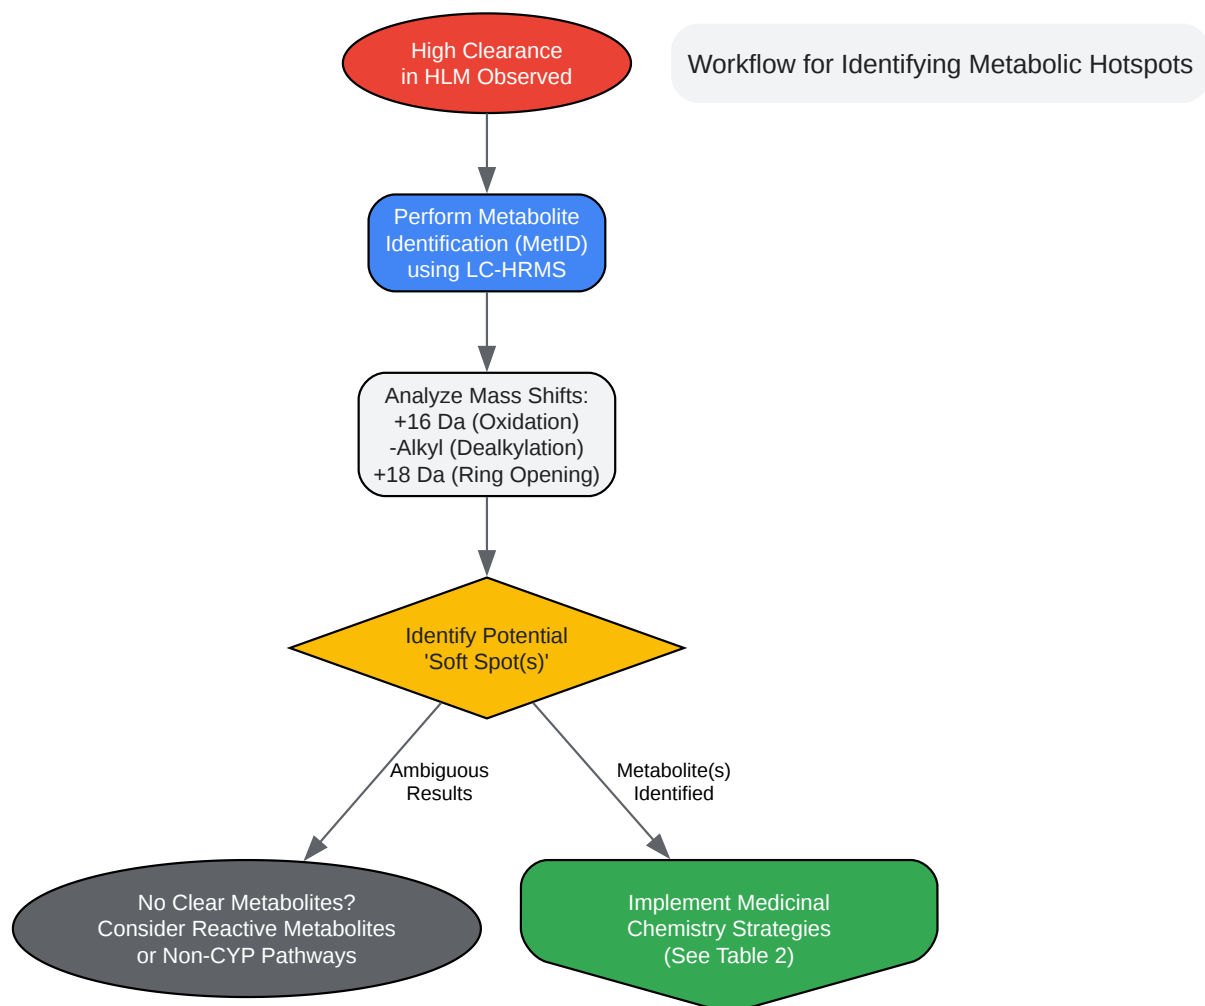 High Clearance
in HLM Observed
Workflow for Identifying Metabolic Hotspots
Perform Metabolite
Identification (MetID)
using LC-HRMS
Analyze Mass Shifts:
+16 Da (Oxidation)
-Alkyl (Dealkylation)
+18 Da (Ring Opening)
Identify Potential
'Soft Spot(s)'
Ambiguous
Results
Metabolite(s)
Identified
No Clear Metabolites?
Consider Reactive Metabolites
or Non-CYP Pathways
Implement Medicinal
Chemistry Strategies
(See Table 2)